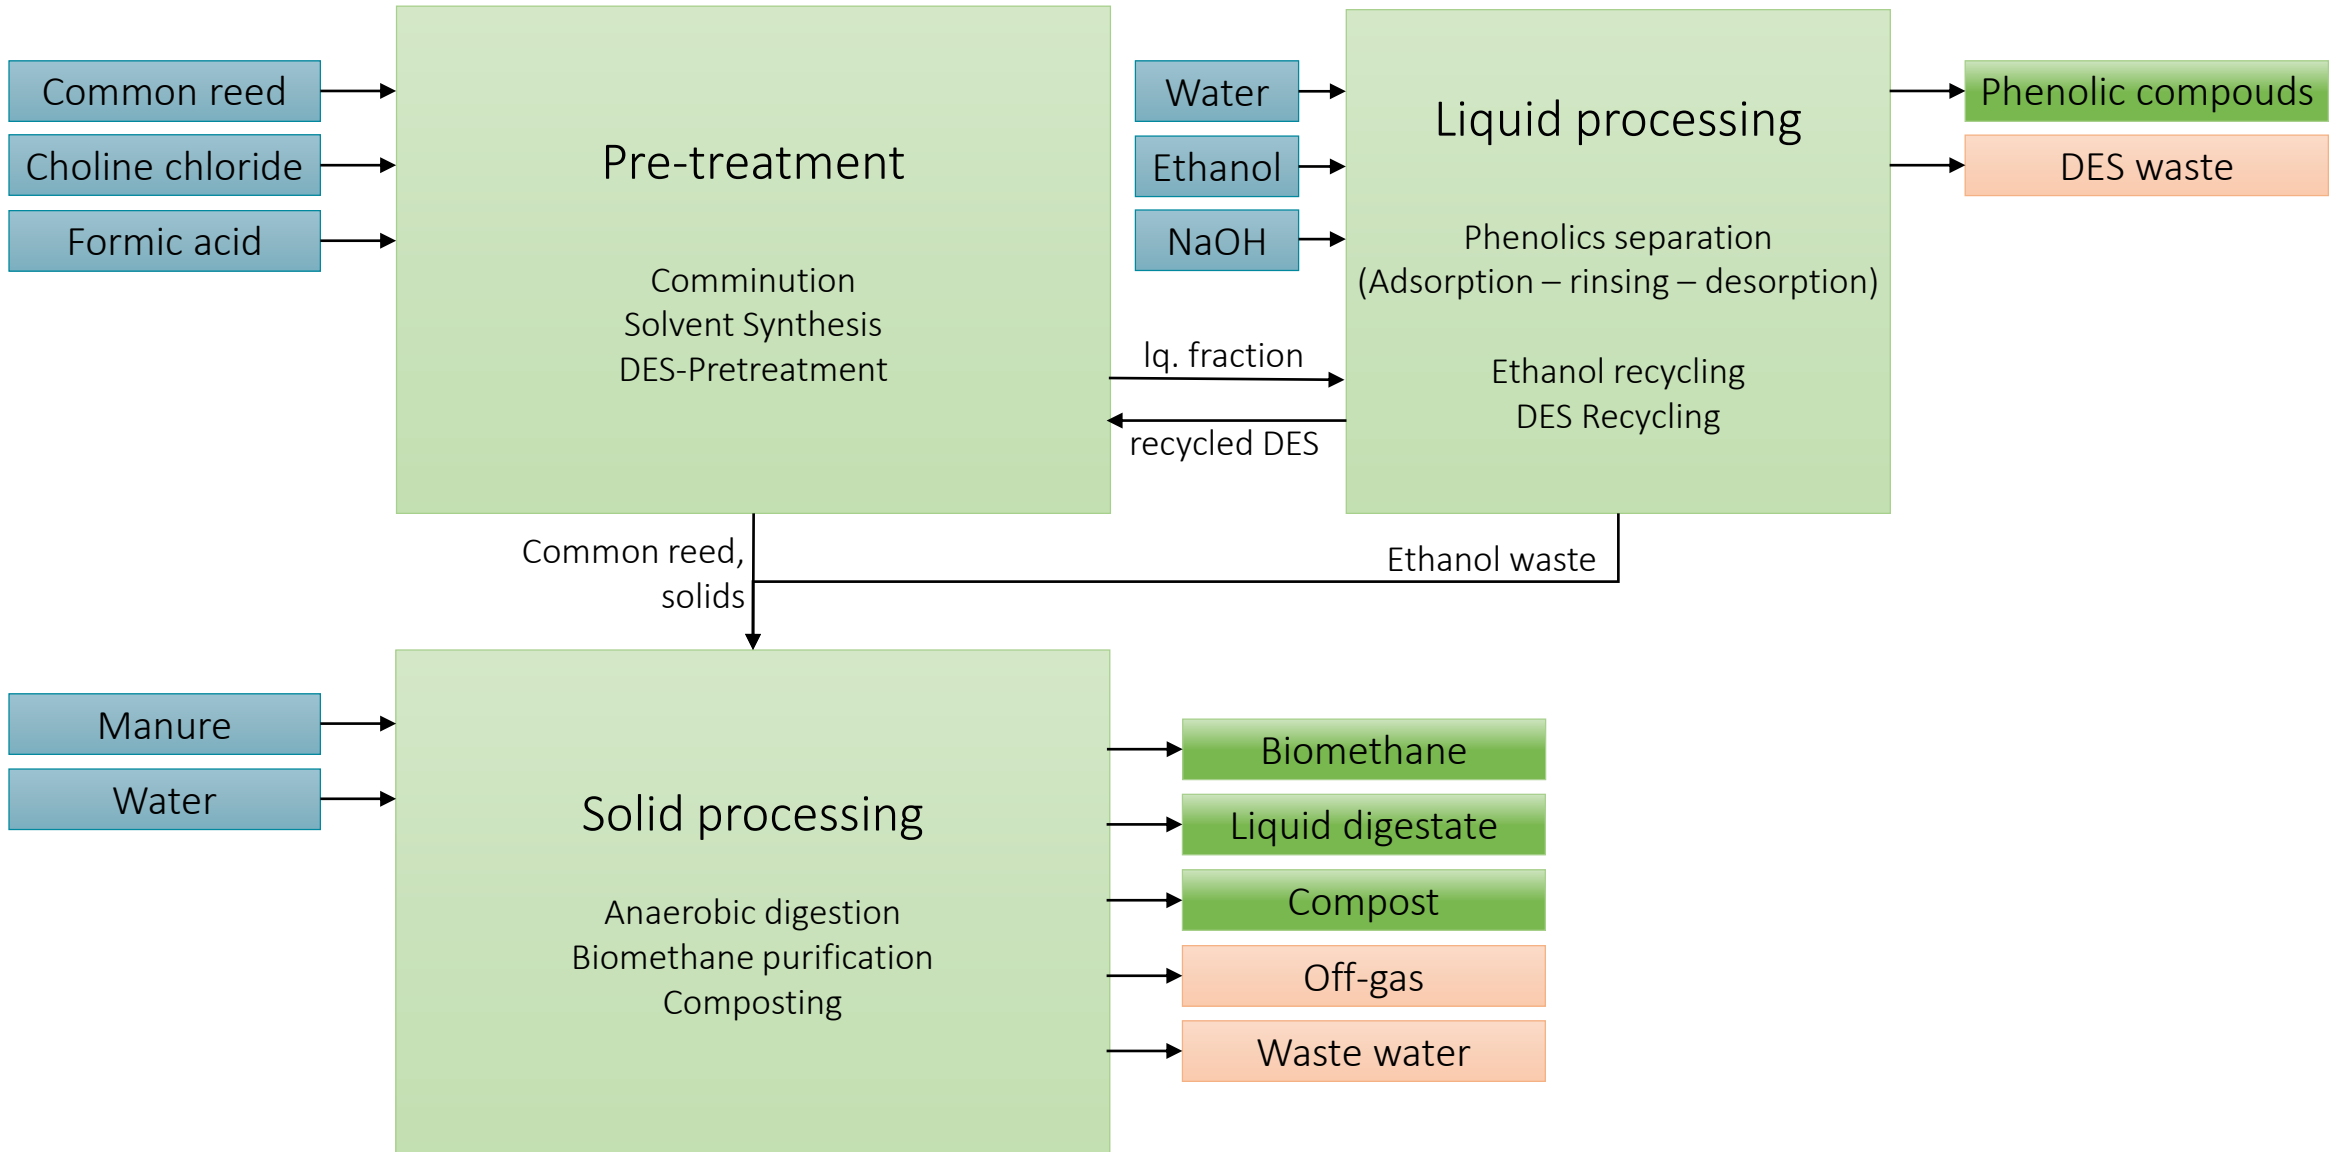 Common reed
Choline chloride
Formic acid
Pre-treatment
Comminution
Solvent Synthesis
DES-Pretreatment
Water
Ethanol
NaOH
lq. fraction
recycled DES
Liquid processing
Phenolics separation
(Adsorption – rinsing – desorption)
Ethanol recycling
DES Recycling
Phenolic compouds
DES waste
Common reed,
solids
Ethanol waste
Manure
Water
Solid processing
Anaerobic digestion
Biomethane purification
Composting
Biomethane
Liquid digestate
Compost
Off-gas
Waste water